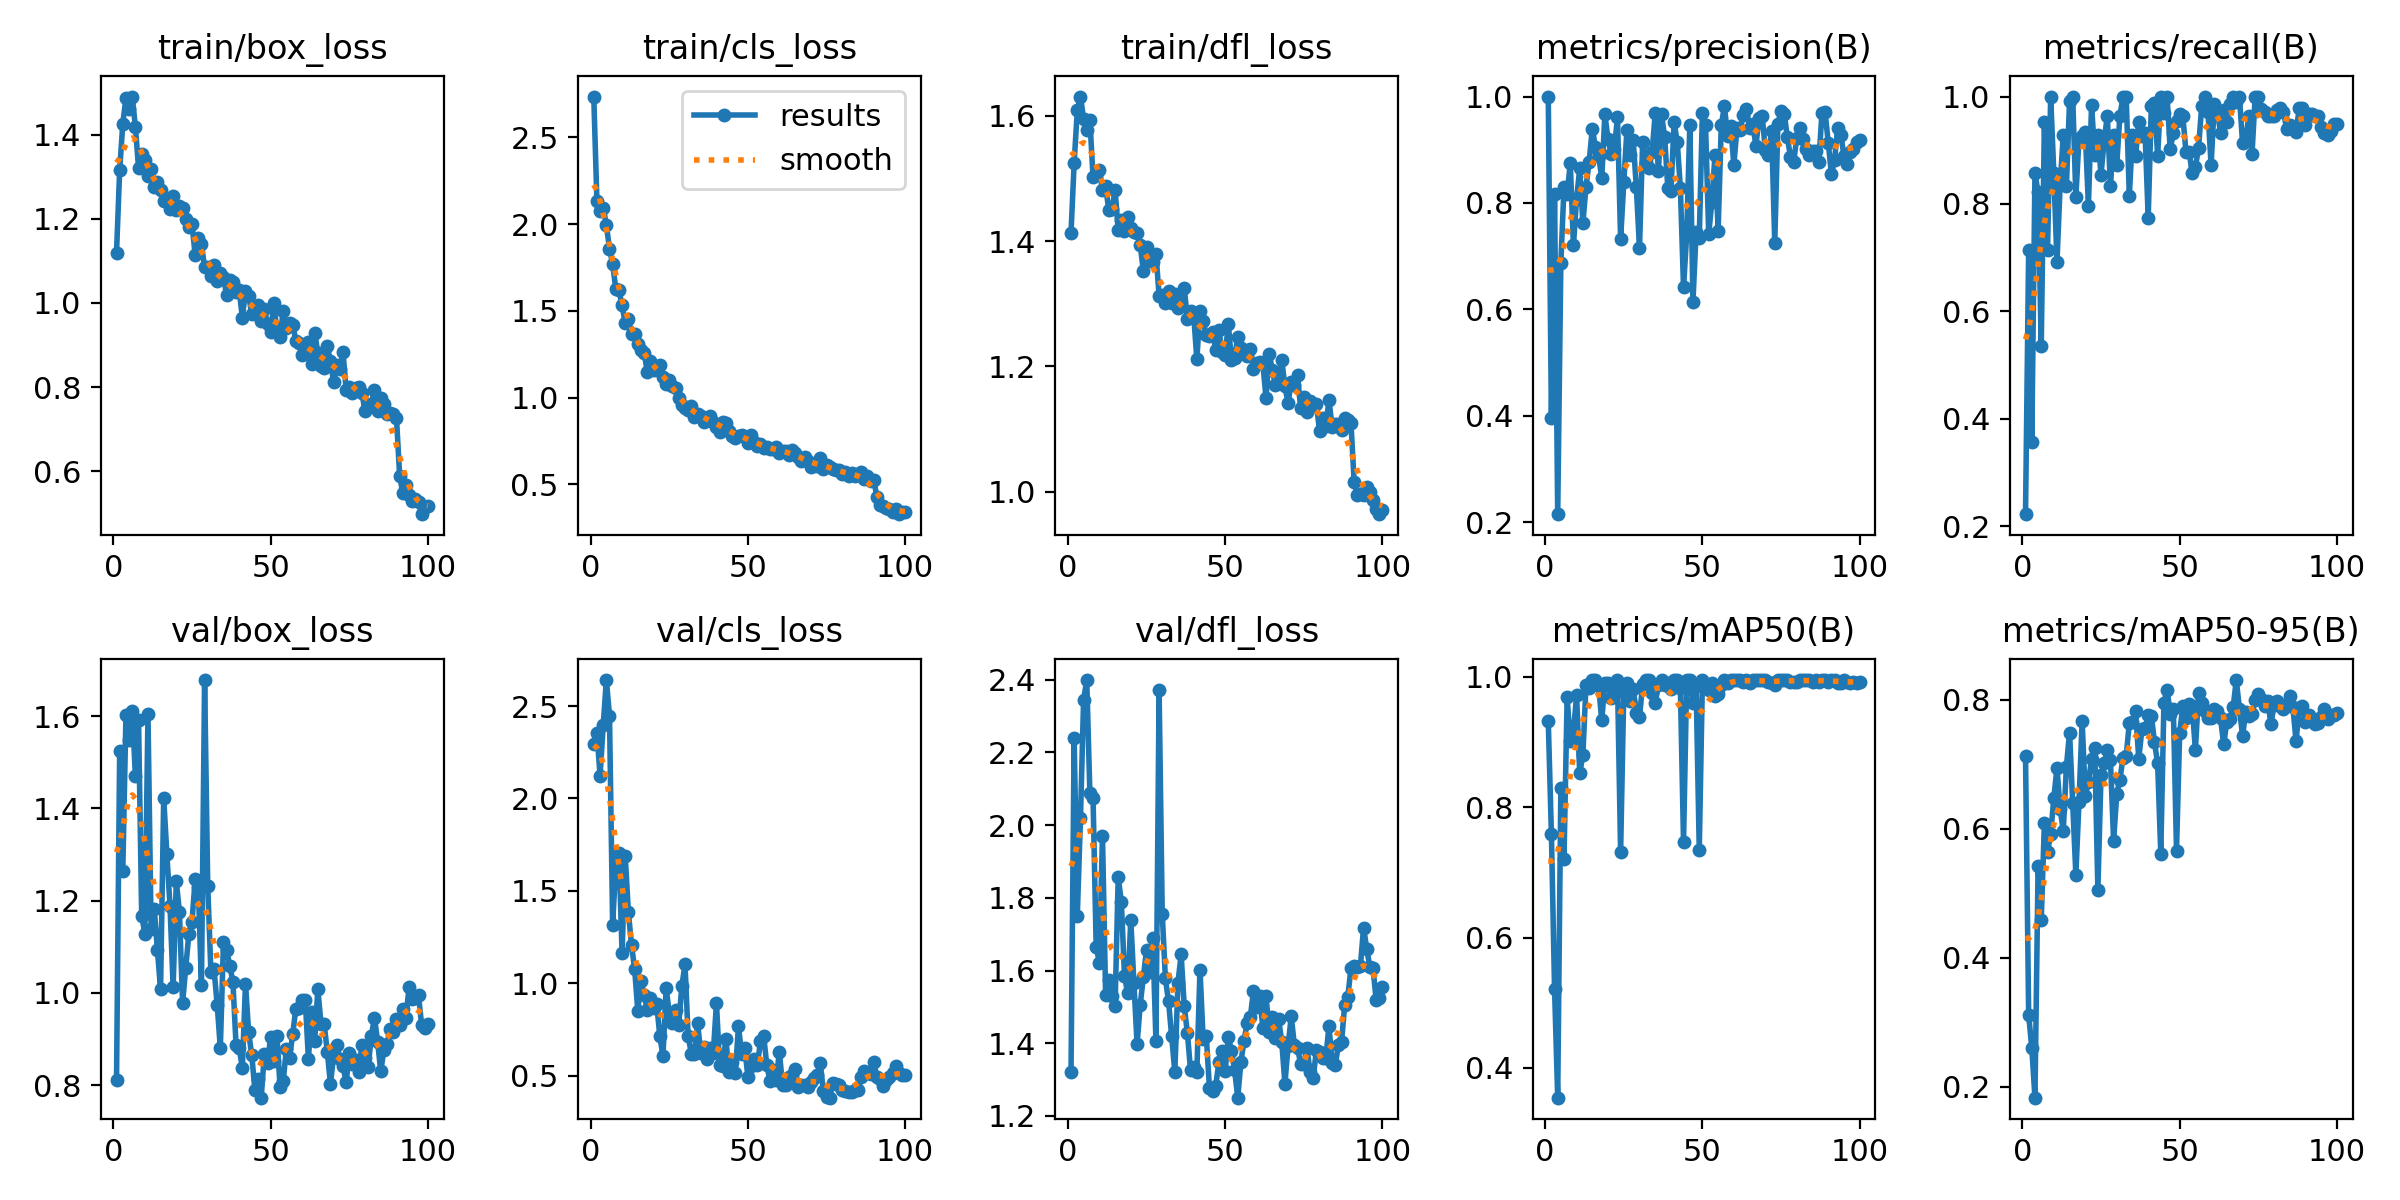 train/box_loss
1.4
1.2
1.0
0.8
0.6
0 50 100
train/cls_loss
results
smooth
2.5
2.0
1.5
1.0
0.5
0 50 100
train/dfl_loss
1.6
1.4
1.2
1.0
0 50 100
metrics/precision(B)
1.0
0.8
0.6
0.4
0.2
0 50 100
metrics/recall(B)
1.0
0.8
0.6
0.4
0.2
0 50 100
val/box_loss
1.6
1.4
1.2
1.0
0.8
0 50 100
val/cls_loss
2.5
2.0
1.5
1.0
0.5
0 50 100
val/dfl_loss
2.4
2.2
2.0
1.8
1.6
1.4
1.2
0 50 100
metrics/mAP50(B)
1.0
0.8
0.6
0.4
0 50 100
metrics/mAP50-95(B)
0.8
0.6
0.4
0.2
0 50 100